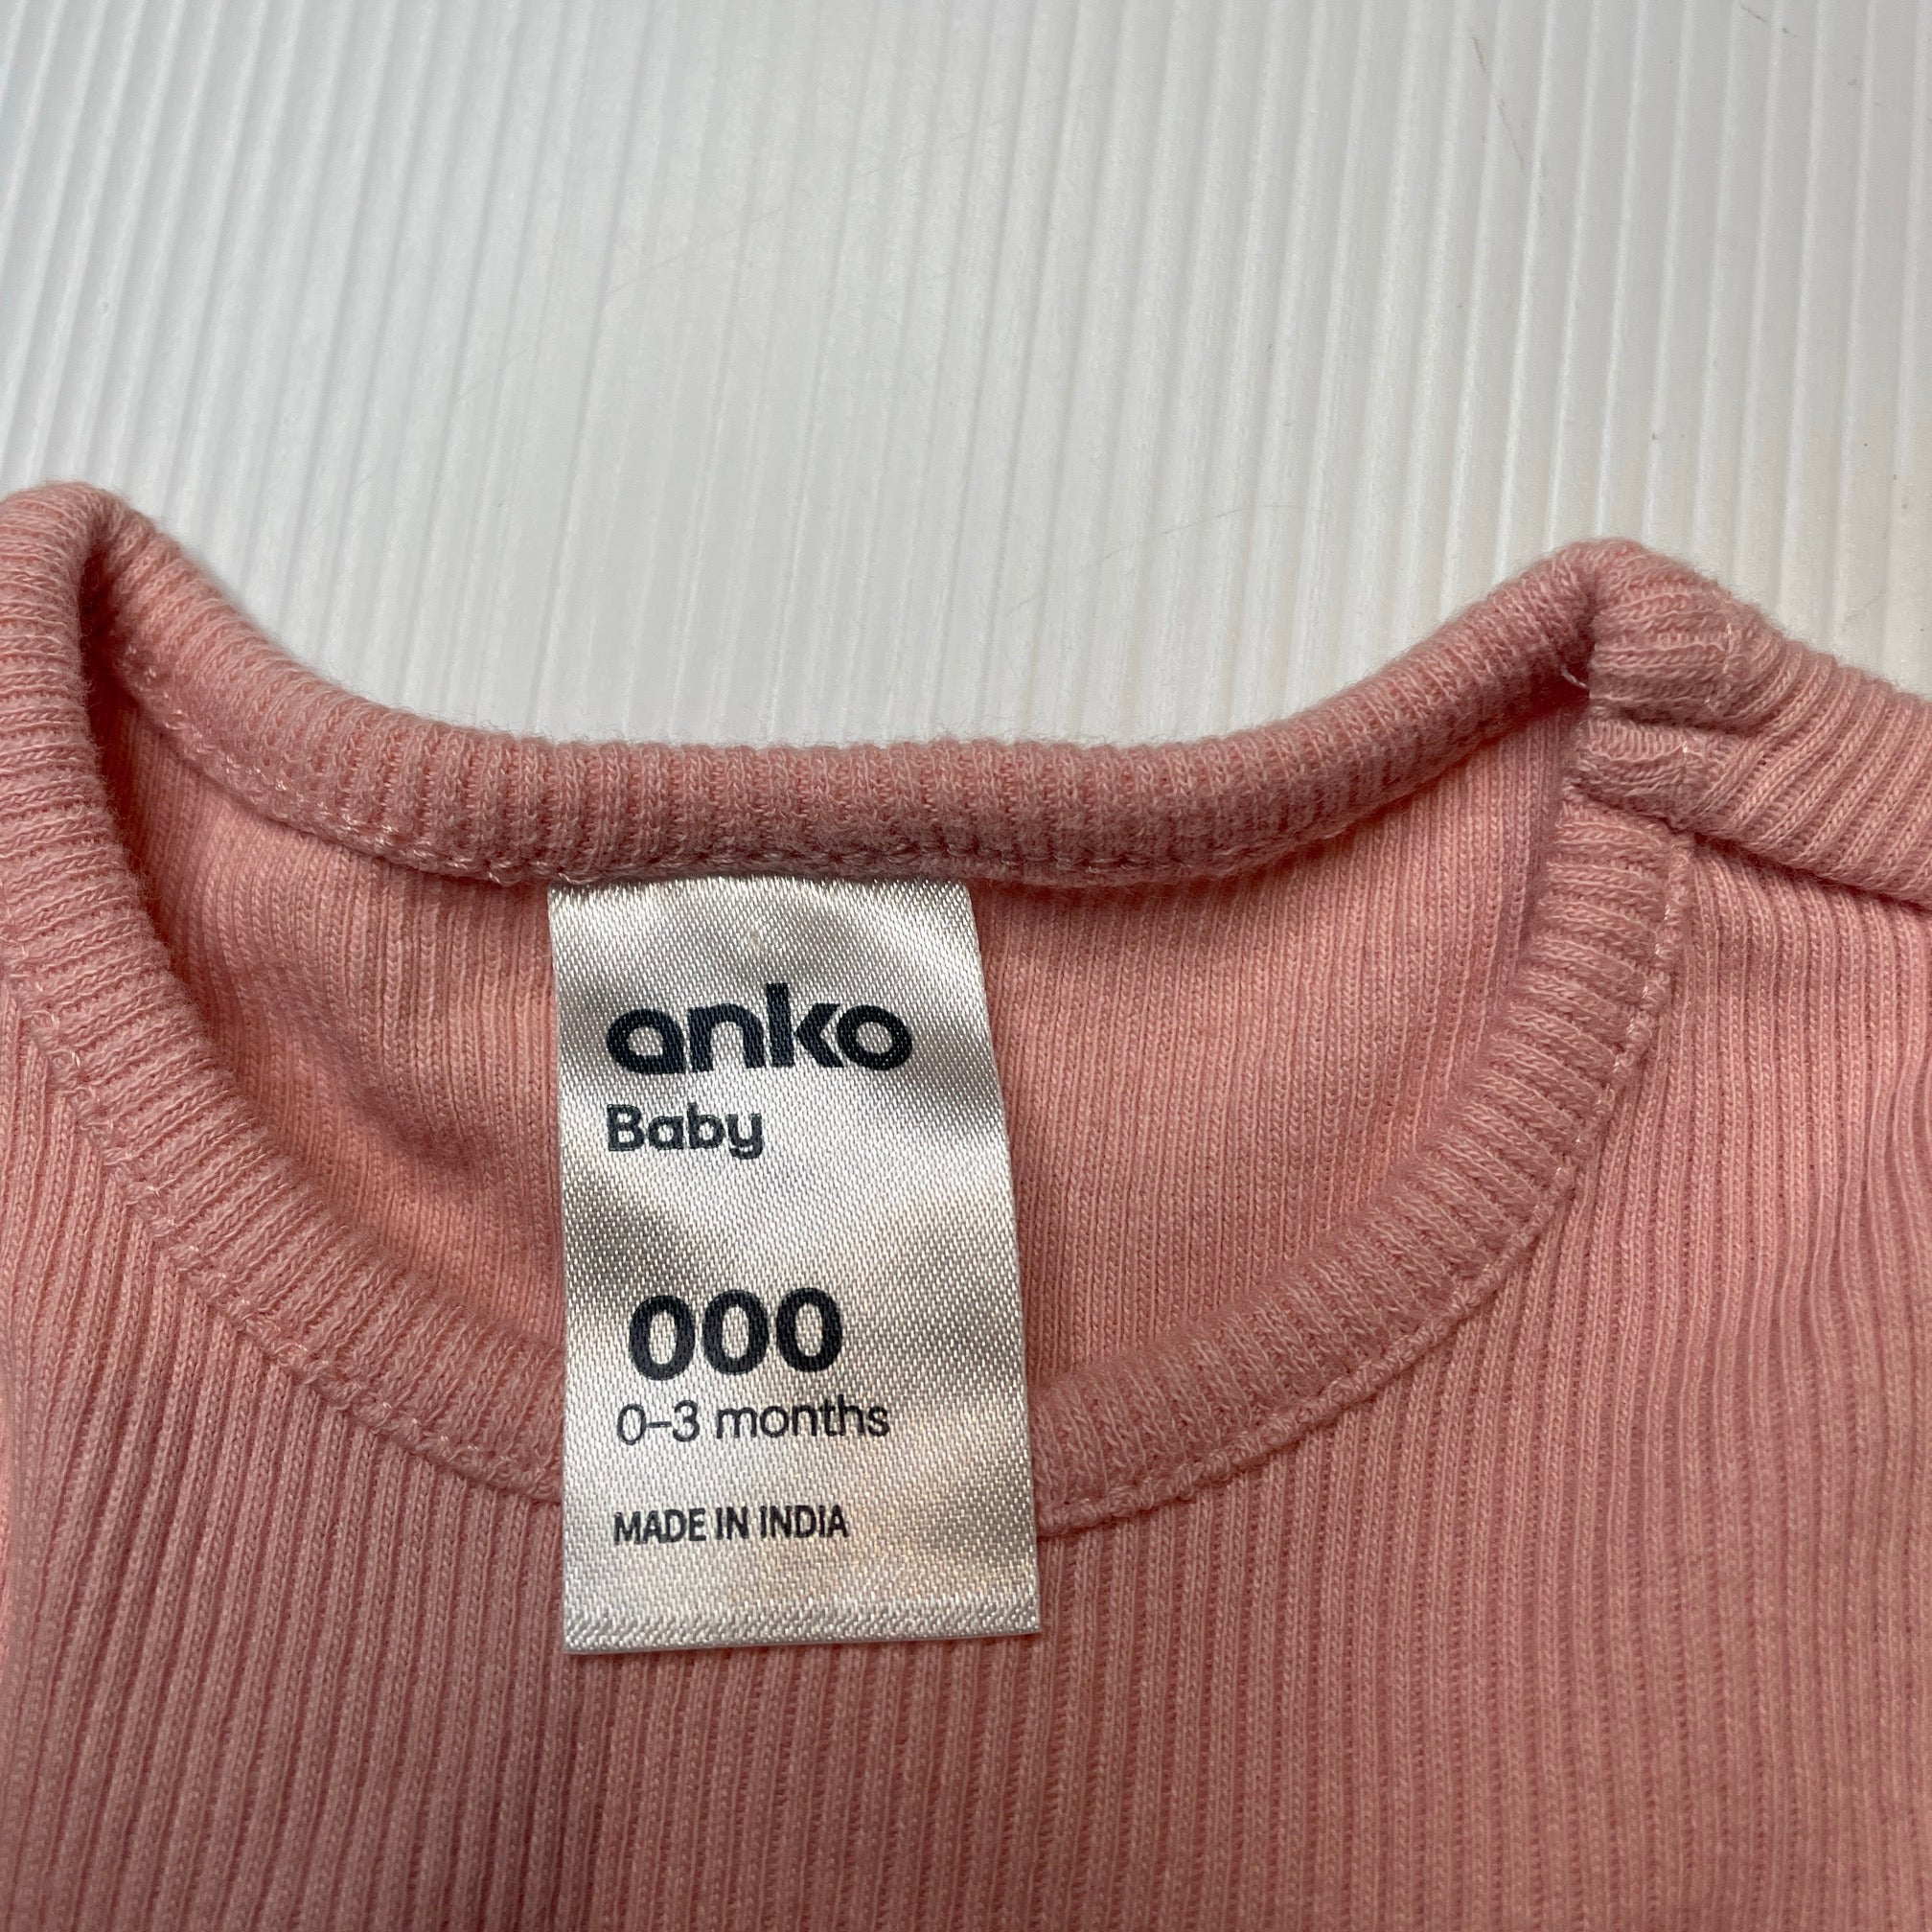 anko
Baby
000
0–3 months
MADE IN INDIA